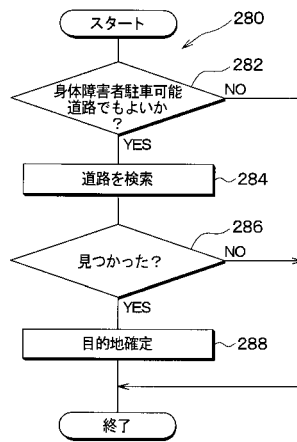 スタート
280
身体障害者駐車可能
道路でもよいか
?
282
NO
YES
道路を検索
284
見つかった?
286
NO
YES
目的地確定
288
終了